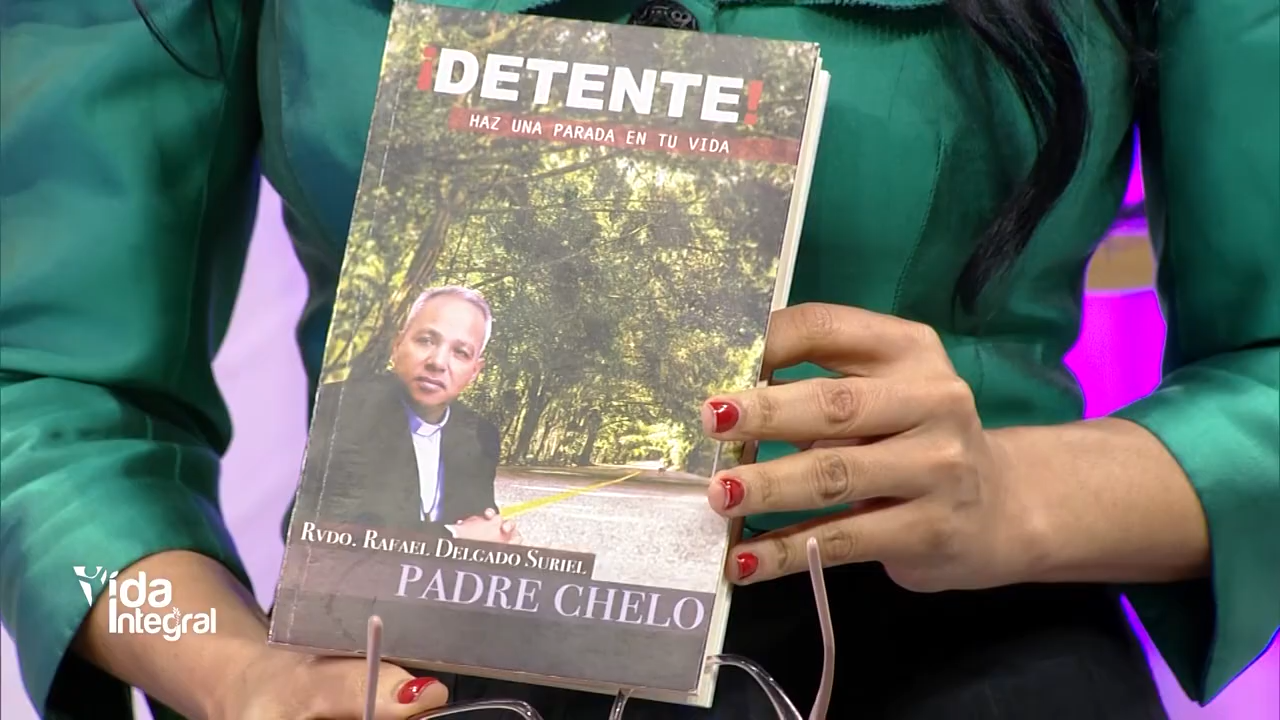 ¡DETENTE!
HAZ UNA PARADA EN TU VIDA
RVDO. RAFAEL DELGADO SURIEL
PADRE CHELO
Vida
Integral